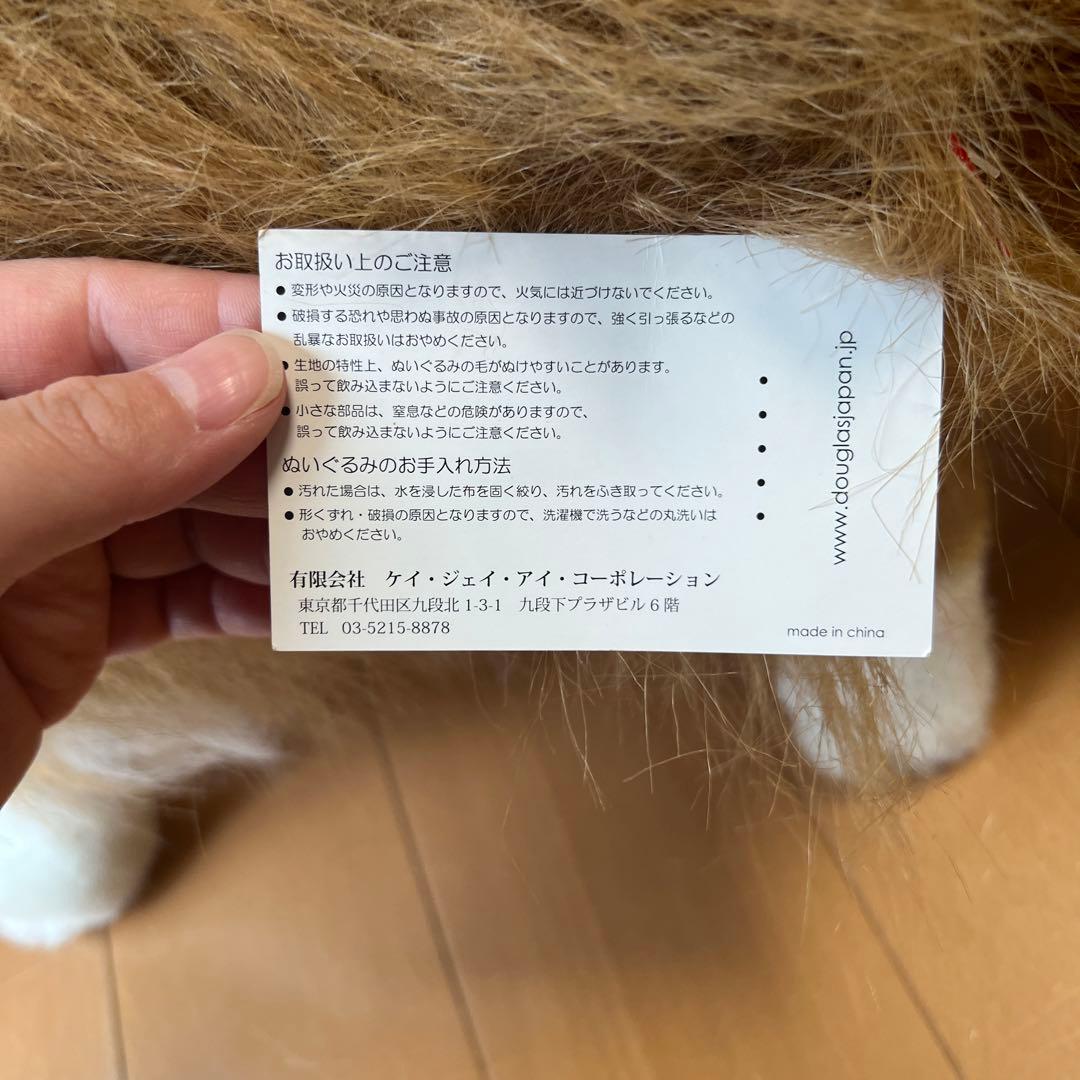 お取扱い上のご注意
●変形や火災の原因となりますので、火気には近づけないでください。
●破損する恐れや思わぬ事故の原因となりますので、強く引っ張るなどの
乱暴なお取扱いはおやめください。
●生地の特性上、ぬいぐるみの毛がぬけやすいことがあります。
誤って飲み込まないようにご注意ください。
●小さな部品は、窒息などの危険がありますので、
誤って飲み込まないようにご注意ください。
ぬいぐるみのお手入れ方法
●汚れた場合は、水を浸した布を固く絞り、汚れをふき取ってください。
●形くずれ・破損の原因となりますので、洗濯機で洗うなどの丸洗いは
おやめください。
有限会社 ケイ・ジェイ・アイ・コーポレーション
東京都千代田区九段北1-3-1 九段下プラザビル6階
TEL 03-5215-8878
made in china
www.douglasjapan.jp